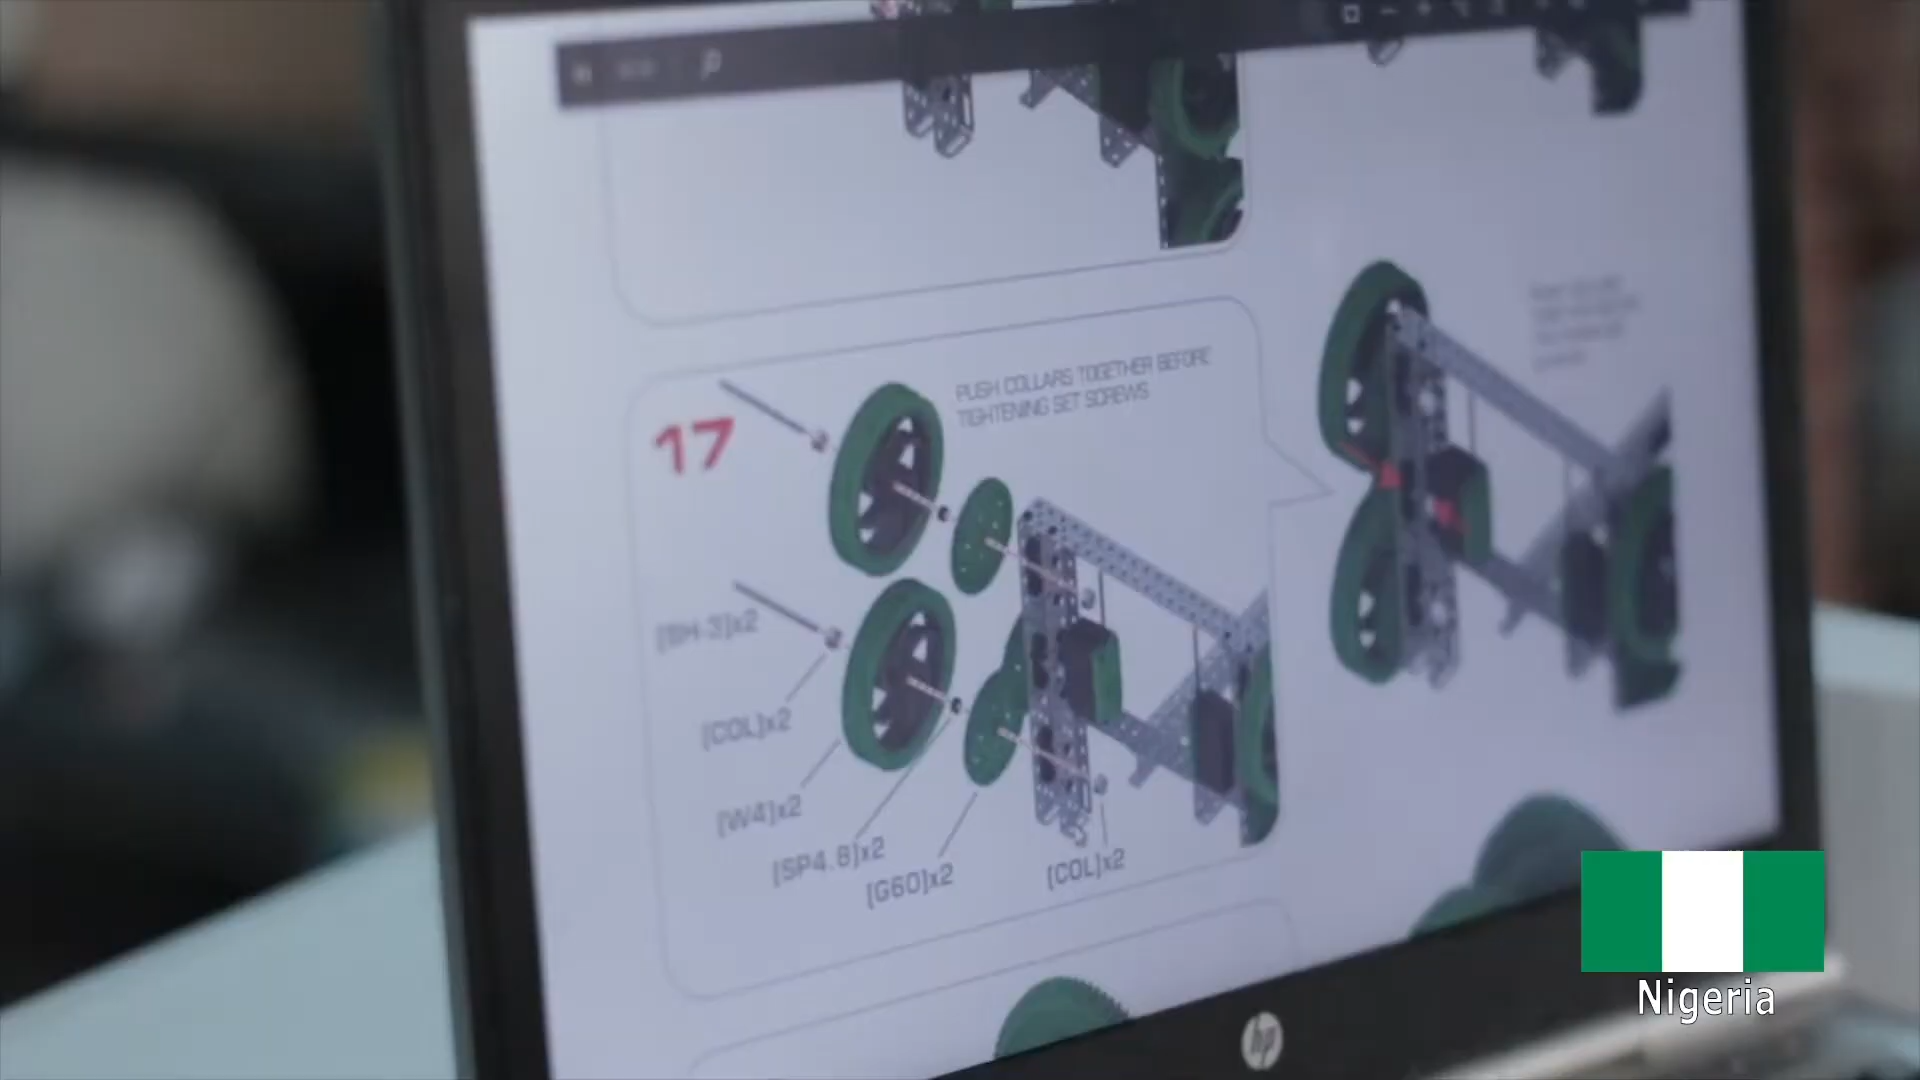 17
PUSH COLLARS TOGETHER BEFORE
TIGHTENING SET SCREWS
[SH-3]x2
[COL]x2
[W4]x2
[SP4.8]x2
[G60]x2
[COL]x2
hp
Nigeria